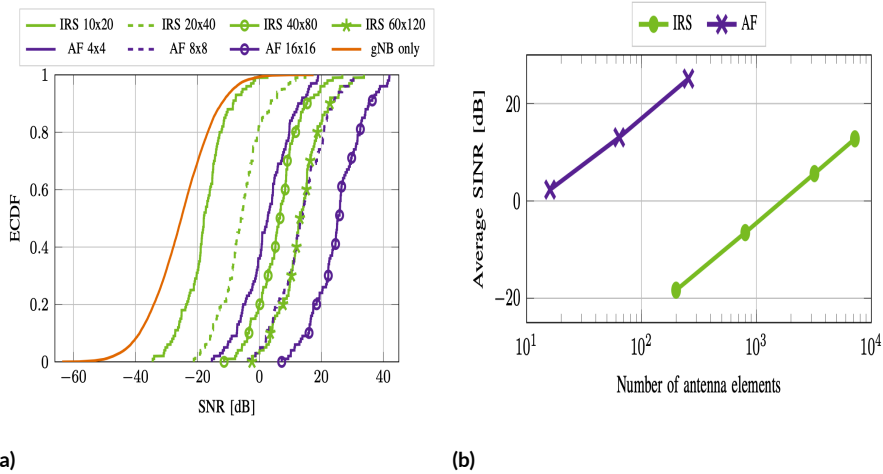 IRS 10x20 IRS 20x40 IRS 40x80 IRS 60x120
AF 4x4 AF 8x8 AF 16x16 gNB only
1
0.8
0.6
0.4
0.2
0
ECDF
−60 −40 −20 0 20 40
SNR [dB]
a)
IRS AF
20
0
−20
Average SINR [dB]
10^1 10^2 10^3 10^4
Number of antenna elements
(b)